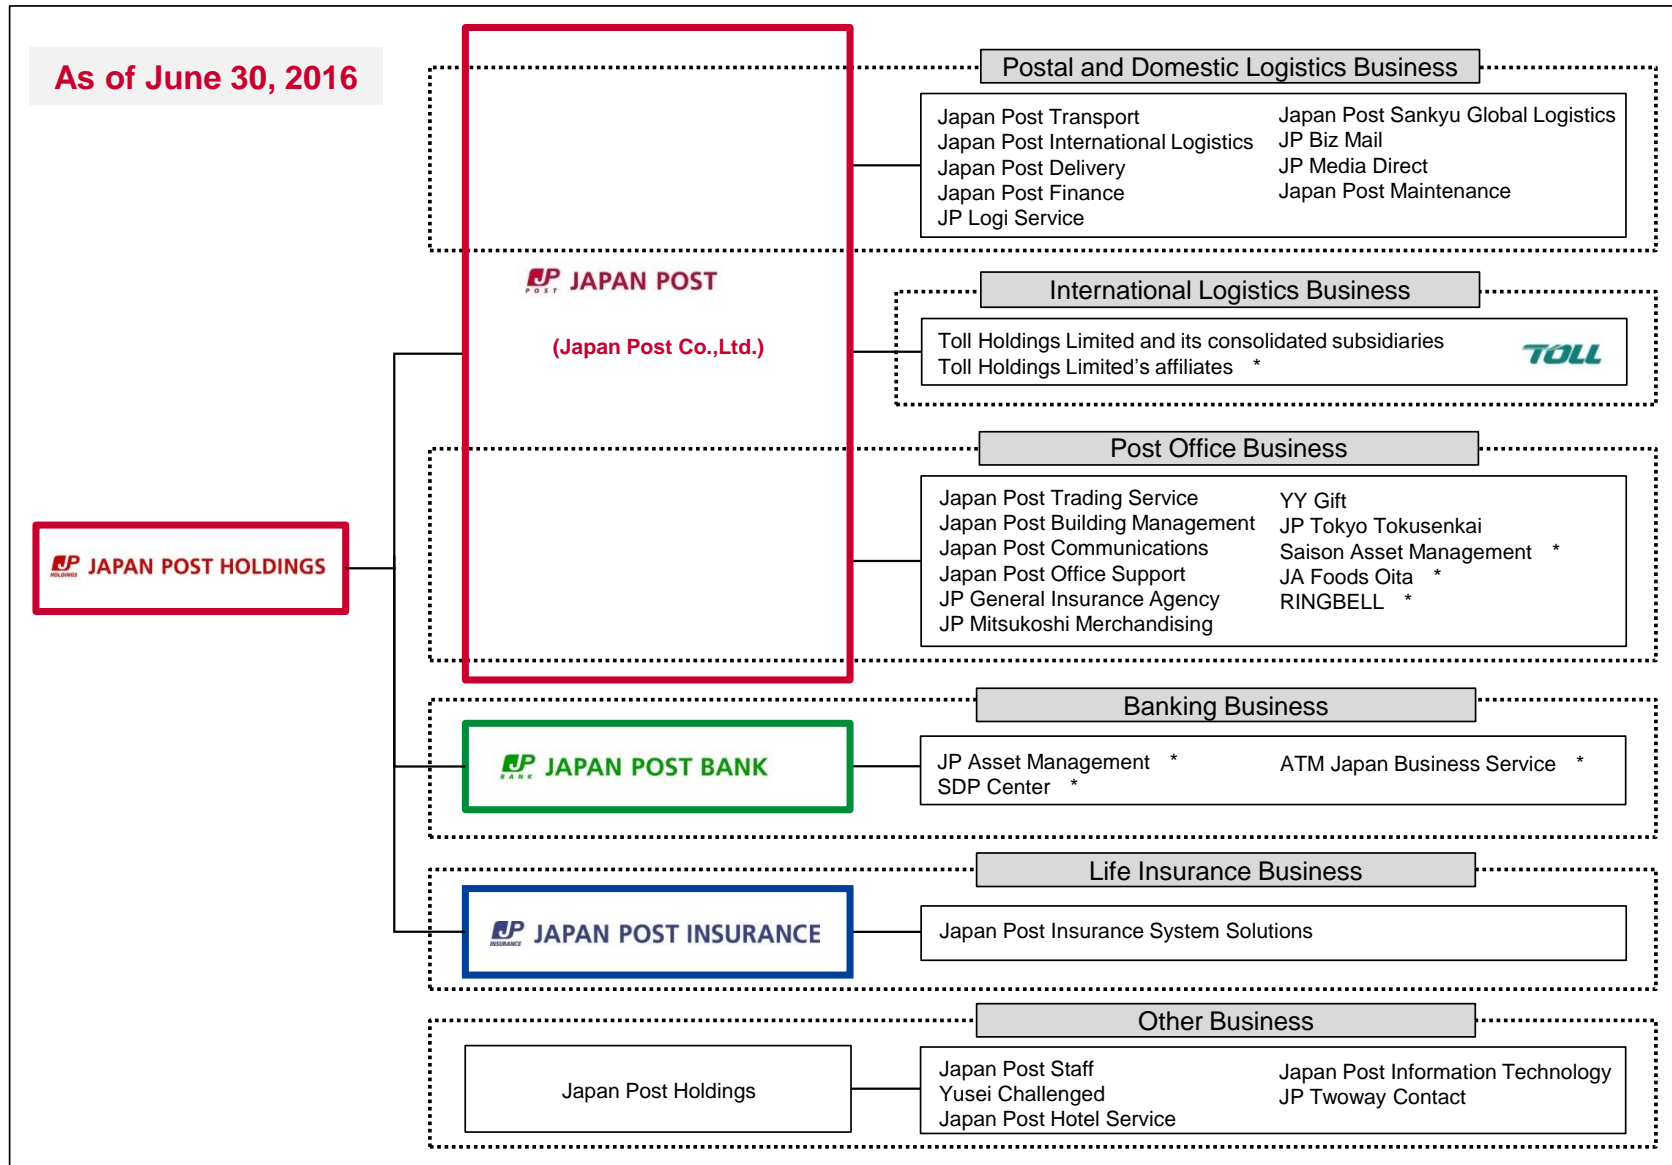 As of June 30, 2016
Postal and Domestic Logistics Business
Japan Post Transport
Japan Post International Logistics
Japan Post Delivery
Japan Post Finance
JP Logi Service
Japan Post Sankyu Global Logistics
JP Biz Mail
JP Media Direct
Japan Post Maintenance
JP POST JAPAN POST
(Japan Post Co.,Ltd.)
International Logistics Business
Toll Holdings Limited and its consolidated subsidiaries
Toll Holdings Limited's affiliates *
TOLL
Post Office Business
Japan Post Trading Service
Japan Post Building Management
Japan Post Communications
Japan Post Office Support
JP General Insurance Agency
JP Mitsukoshi Merchandising
YY Gift
JP Tokyo Tokusenkai
Saison Asset Management *
JA Foods Oita *
RINGBELL *
JP HOLDINGS JAPAN POST HOLDINGS
Banking Business
JP BANK JAPAN POST BANK
JP Asset Management *
SDP Center *
ATM Japan Business Service *
Life Insurance Business
JP INSURANCE JAPAN POST INSURANCE
Japan Post Insurance System Solutions
Other Business
Japan Post Holdings
Japan Post Staff
Yusei Challenged
Japan Post Hotel Service
Japan Post Information Technology
JP Twoway Contact